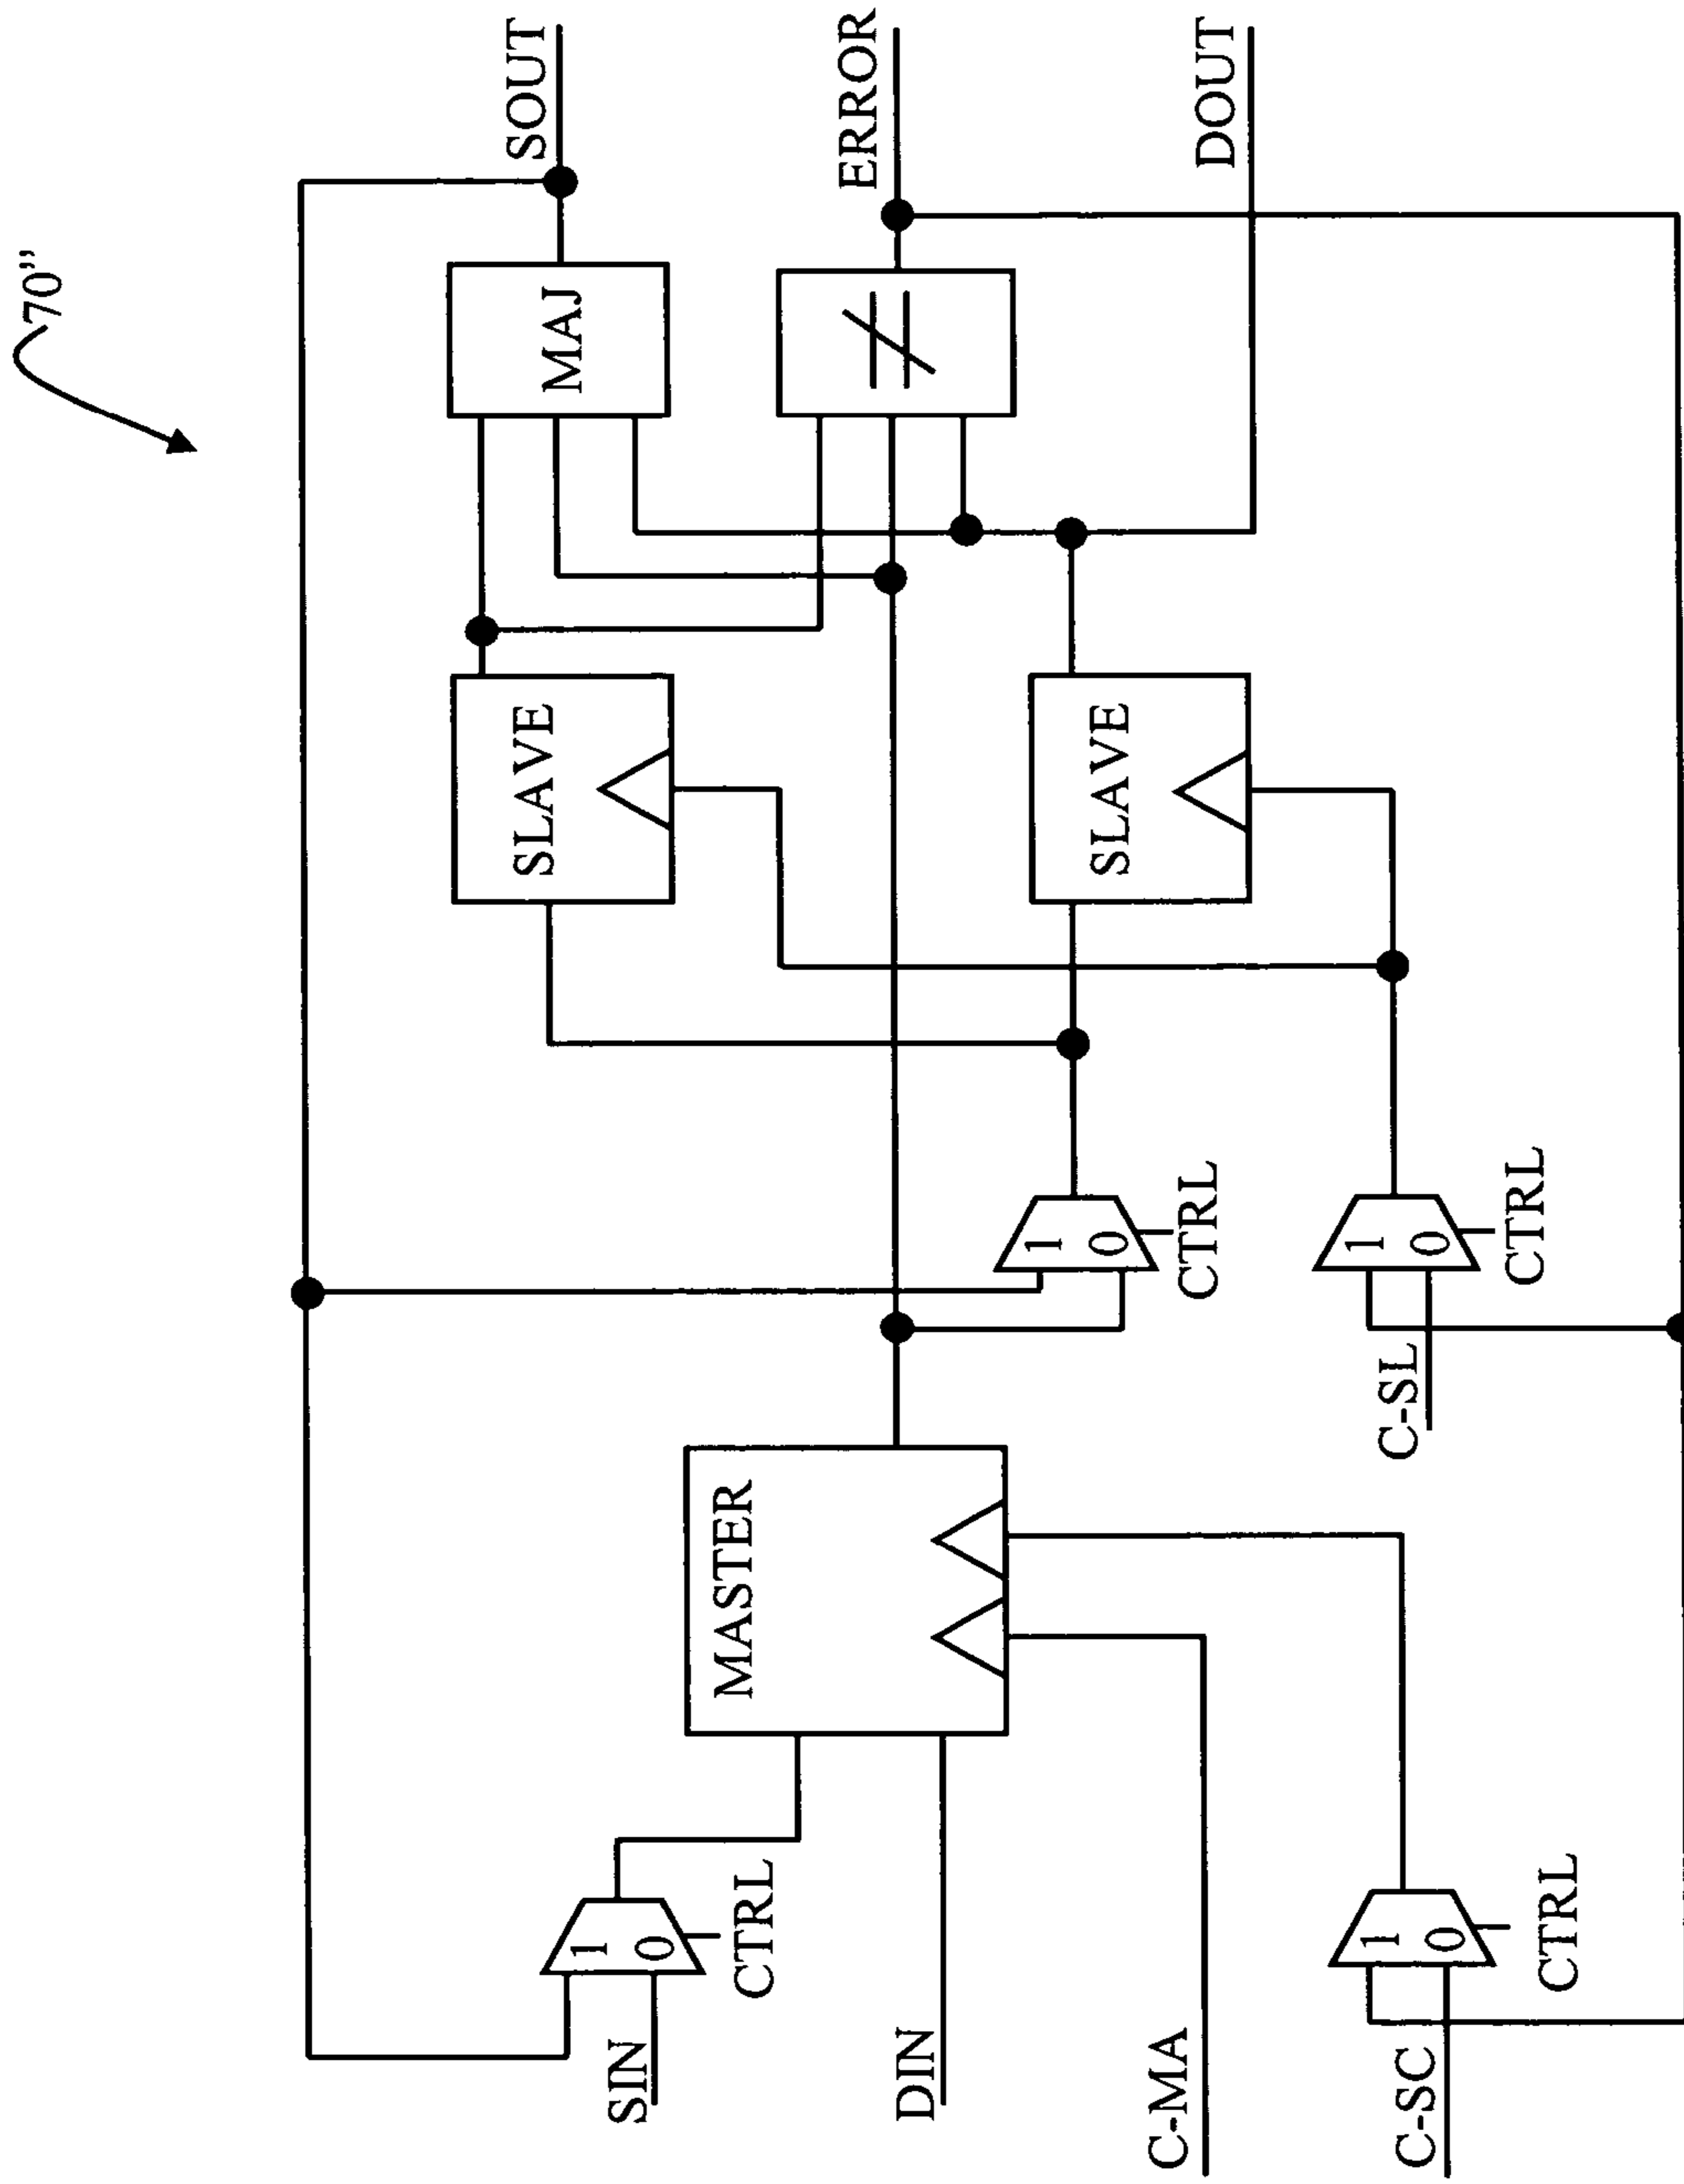 70”
SOUT
ERROR
DOUT
MAJ
SLAVE
SLAVE
1
0
CTRL
1
0
CTRL
C-SL
MASTER
1
0
CTRL
1
0
CTRL
SIN
DIN
C-MA
C-SC